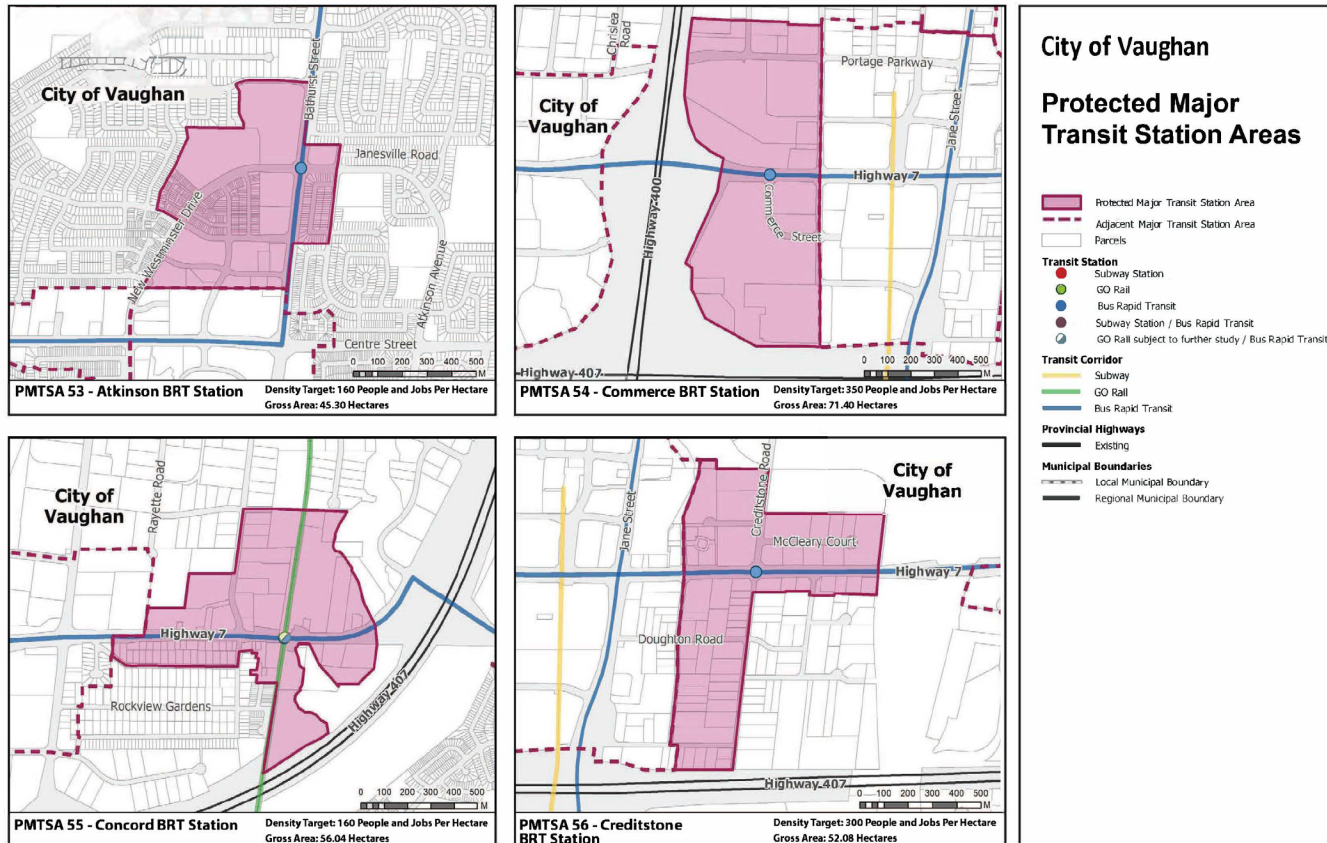 City of Vaughan
Bathurst Street
Janesville Road
New Westminster Drive
Atkinson Avenue
Centre Street
0 100 200 300 400 500
M
PMTSA 53 - Atkinson BRT Station
Density Target: 160 People and Jobs Per Hectare
Gross Area: 45.30 Hectares
Chrislea
Road
City of
Vaughan
Portage Parkway
Jane Street
Highway 7
Highway-400
Commerce Street
Highway-407
0 100 200 300 400 500
M
PMTSA 54 - Commerce BRT Station
Density Target: 350 People and Jobs Per Hectare
Gross Area: 71.40 Hectares
City of
Vaughan
Rayette Road
Highway 7
Rockview Gardens
Highway-407
0 100 200 300 400 500
M
PMTSA 55 - Concord BRT Station
Density Target: 160 People and Jobs Per Hectare
Gross Area: 56.04 Hectares
City of
Vaughan
Jane-Street
Creditstone Road
McCleary Court
Highway 7
Doughton Road
Highway 407
0 100 200 300 400 500
M
PMTSA 56 - Creditstone
BRT Station
Density Target: 300 People and Jobs Per Hectare
Gross Area: 52.08 Hectares
City of Vaughan
Protected Major
Transit Station Areas
Protected Major Transit Station Area
Adjacent Major Transit Station Area
Parcels
Transit Station
Subway Station
GO Rail
Bus Rapid Transit
Subway Station / Bus Rapid Transit
GO Rail subject to further study / Bus Rapid Transit
Transit Corridor
Subway
GO Rail
Bus Rapid Transit
Provincial Highways
Existing
Municipal Boundaries
Local Municipal Boundary
Regional Municipal Boundary